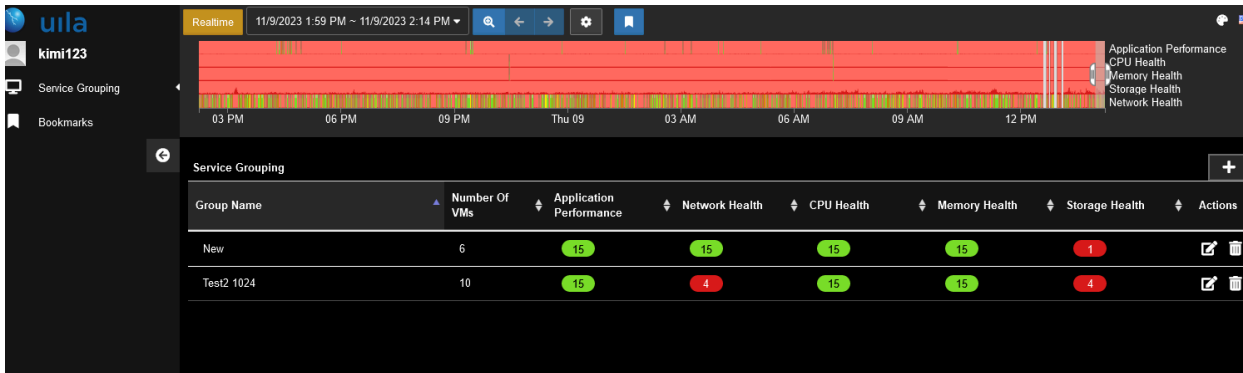 uıla
Realtime 11/9/2023 1:59 PM ~ 11/9/2023 2:14 PM
kimi123
Service Grouping
Bookmarks
Application Performance
CPU Health
Memory Health
Storage Health
Network Health
03 PM 06 PM 09 PM Thu 09 03 AM 06 AM 09 AM 12 PM
Service Grouping
Group Name Number Of VMs Application Performance Network Health CPU Health Memory Health Storage Health Actions
New 6 15 15 15 15 1
Test2 1024 10 15 4 15 15 4